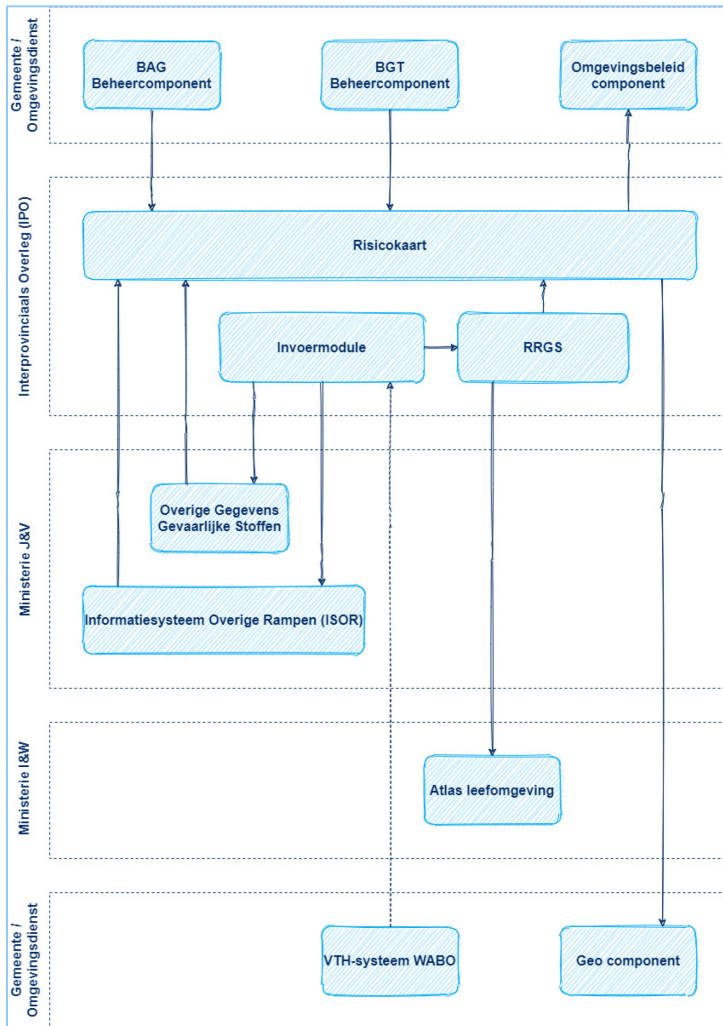 Gemeente /
Omgevingsdienst
BAG
Beheercomponent
BGT
Beheercomponent
Omgevingsbeleid
component
Interprovinciaals Overleg (IPO)
Risicokaart
Invoermodule
RRGS
Ministerie J&V
Overige Gegevens
Gevaarlijke Stoffen
Informatiesysteem Overige Rampen (ISOR)
Ministerie I&W
Atlas leefomgeving
Gemeente /
Omgevingsdienst
VTH-systeem WABO
Geo component